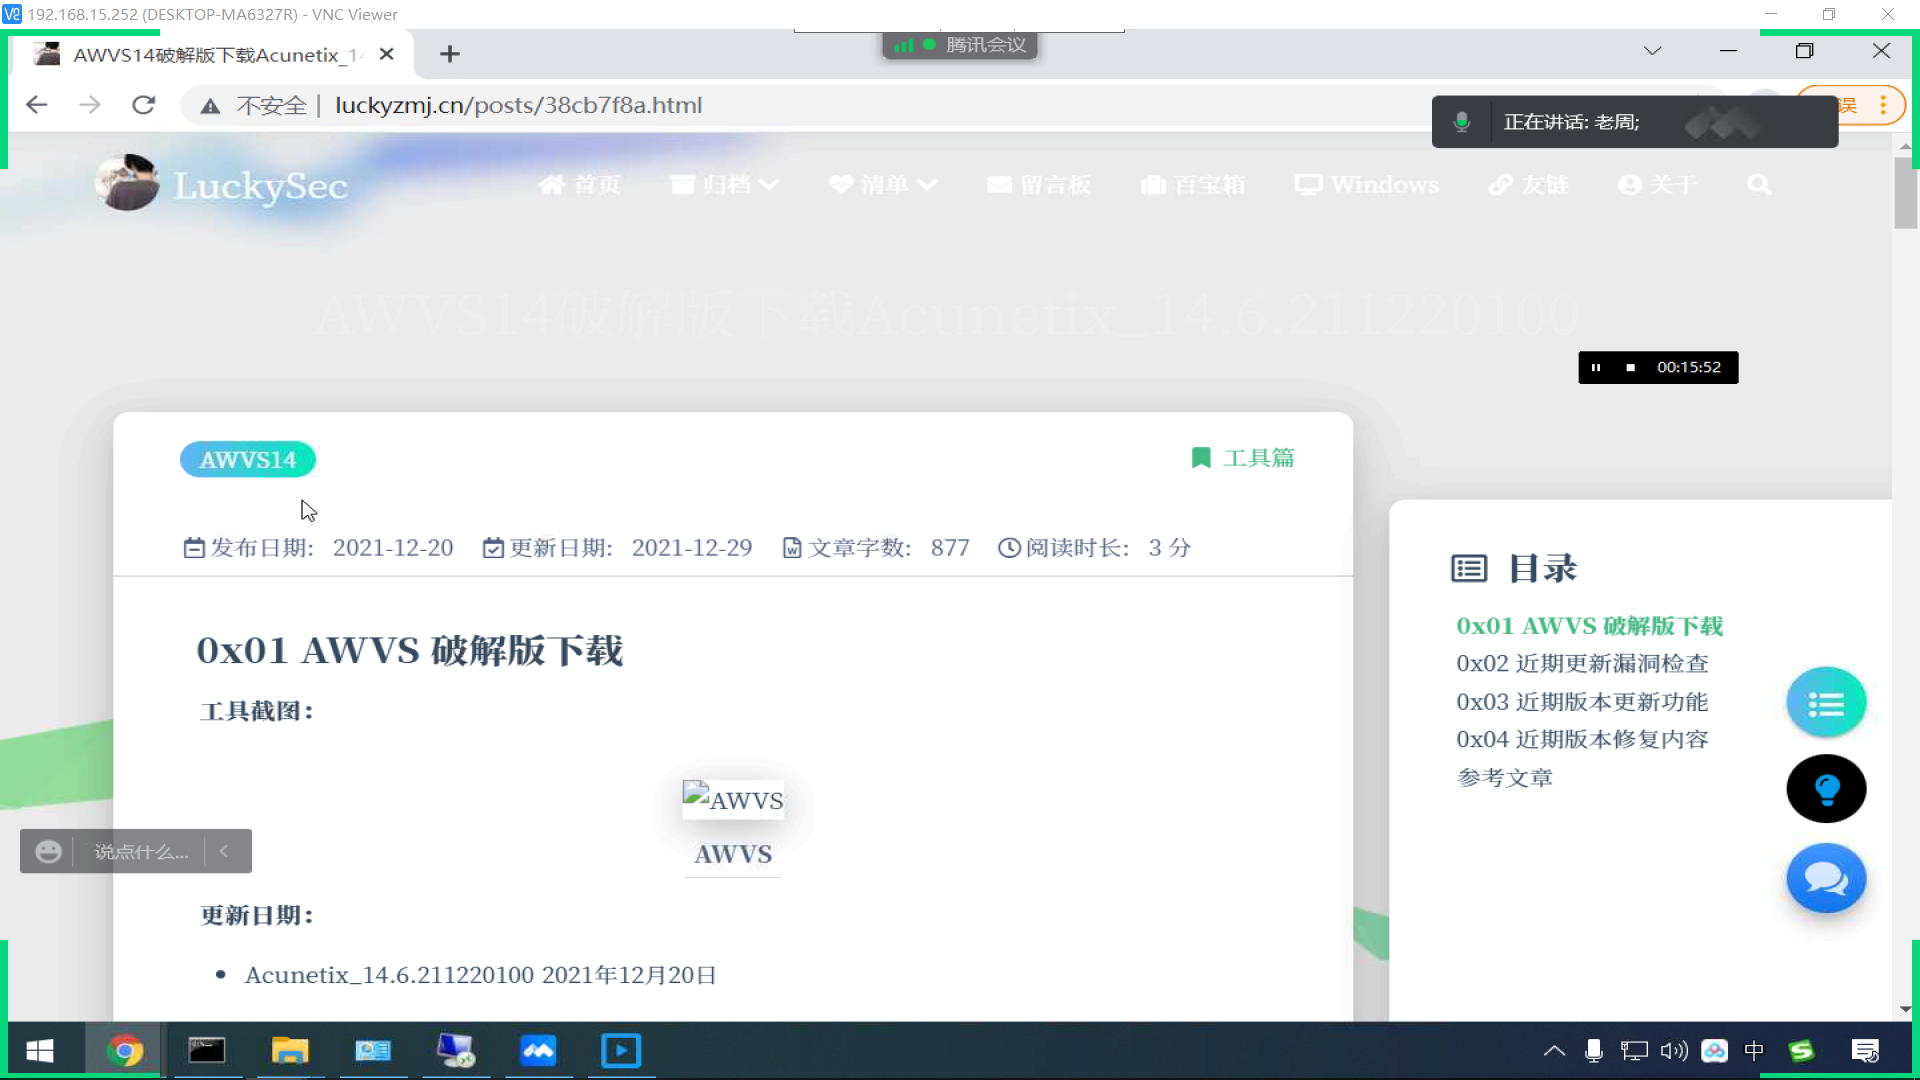 192.168.15.252 (DESKTOP-MA6327R) - VNC Viewer
AWVS14破解版下载Acunetix_14
腾讯会议
不安全 | luckyzmj.cn/posts/38cb7f8a.html
误
正在讲话: 老周;
LuckySec
首页
归档
清单
留言板
百宝箱
Windows
友链
关于
AWVS14破解版下载Acunetix_14.6.211220100
00:15:52
AWVS14
工具篇
发布日期: 2021-12-20
更新日期: 2021-12-29
文章字数: 877
阅读时长: 3 分
0x01 AWVS 破解版下载
工具截图:
AWVS
AWVS
更新日期:
Acunetix_14.6.211220100 2021年12月20日
目录
0x01 AWVS 破解版下载
0x02 近期更新漏洞检查
0x03 近期版本更新功能
0x04 近期版本修复内容
参考文章
说点什么...
中